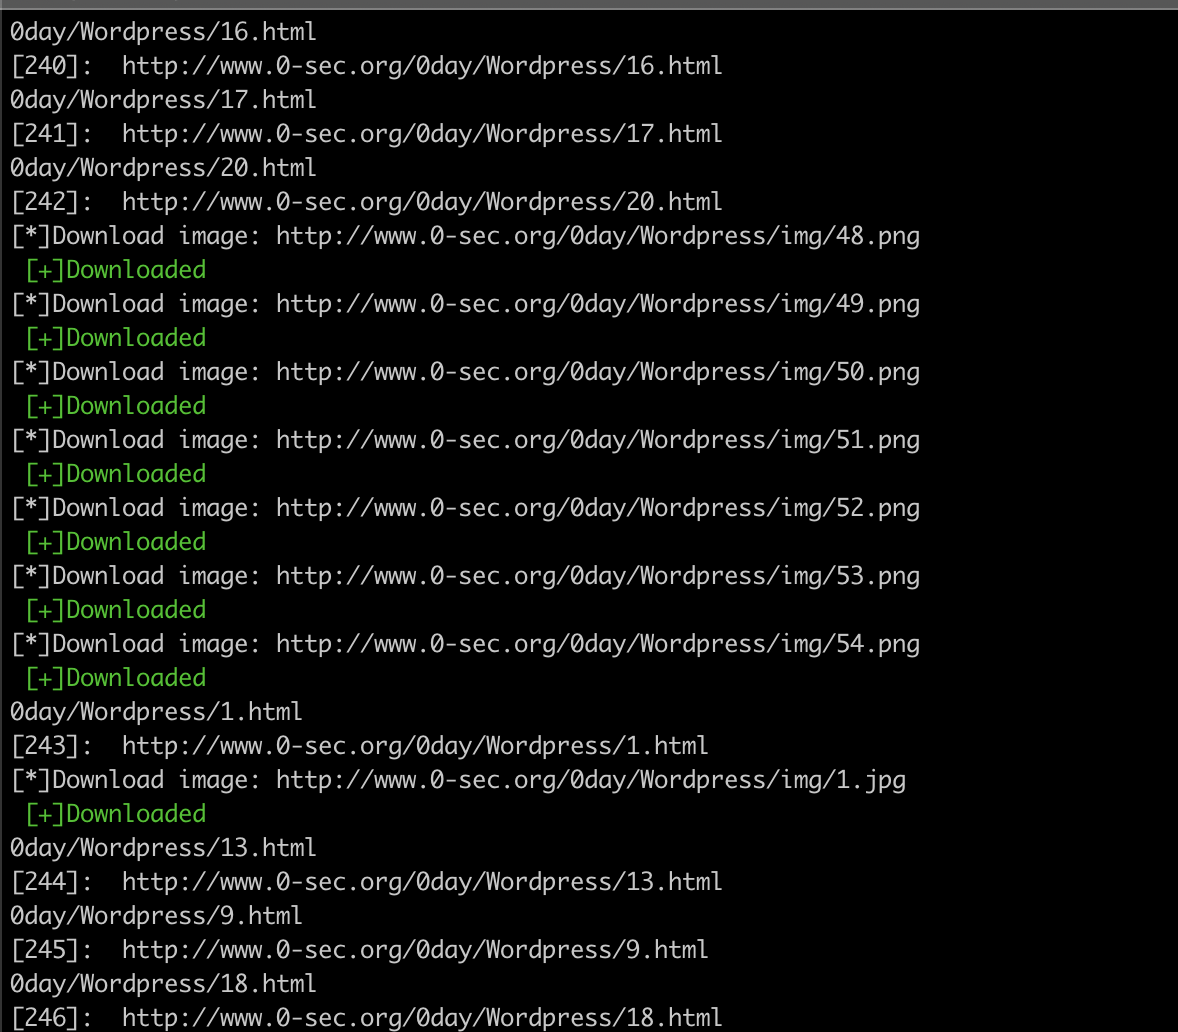 0day/Wordpress/16.html
[240]:  http://www.0-sec.org/0day/Wordpress/16.html
0day/Wordpress/17.html
[241]:  http://www.0-sec.org/0day/Wordpress/17.html
0day/Wordpress/20.html
[242]:  http://www.0-sec.org/0day/Wordpress/20.html
[*]Download image: http://www.0-sec.org/0day/Wordpress/img/48.png
 [+]Downloaded
[*]Download image: http://www.0-sec.org/0day/Wordpress/img/49.png
 [+]Downloaded
[*]Download image: http://www.0-sec.org/0day/Wordpress/img/50.png
 [+]Downloaded
[*]Download image: http://www.0-sec.org/0day/Wordpress/img/51.png
 [+]Downloaded
[*]Download image: http://www.0-sec.org/0day/Wordpress/img/52.png
 [+]Downloaded
[*]Download image: http://www.0-sec.org/0day/Wordpress/img/53.png
 [+]Downloaded
[*]Download image: http://www.0-sec.org/0day/Wordpress/img/54.png
 [+]Downloaded
0day/Wordpress/1.html
[243]:  http://www.0-sec.org/0day/Wordpress/1.html
[*]Download image: http://www.0-sec.org/0day/Wordpress/img/1.jpg
 [+]Downloaded
0day/Wordpress/13.html
[244]:  http://www.0-sec.org/0day/Wordpress/13.html
0day/Wordpress/9.html
[245]:  http://www.0-sec.org/0day/Wordpress/9.html
0day/Wordpress/18.html
[246]:  http://www.0-sec.org/0day/Wordpress/18.html